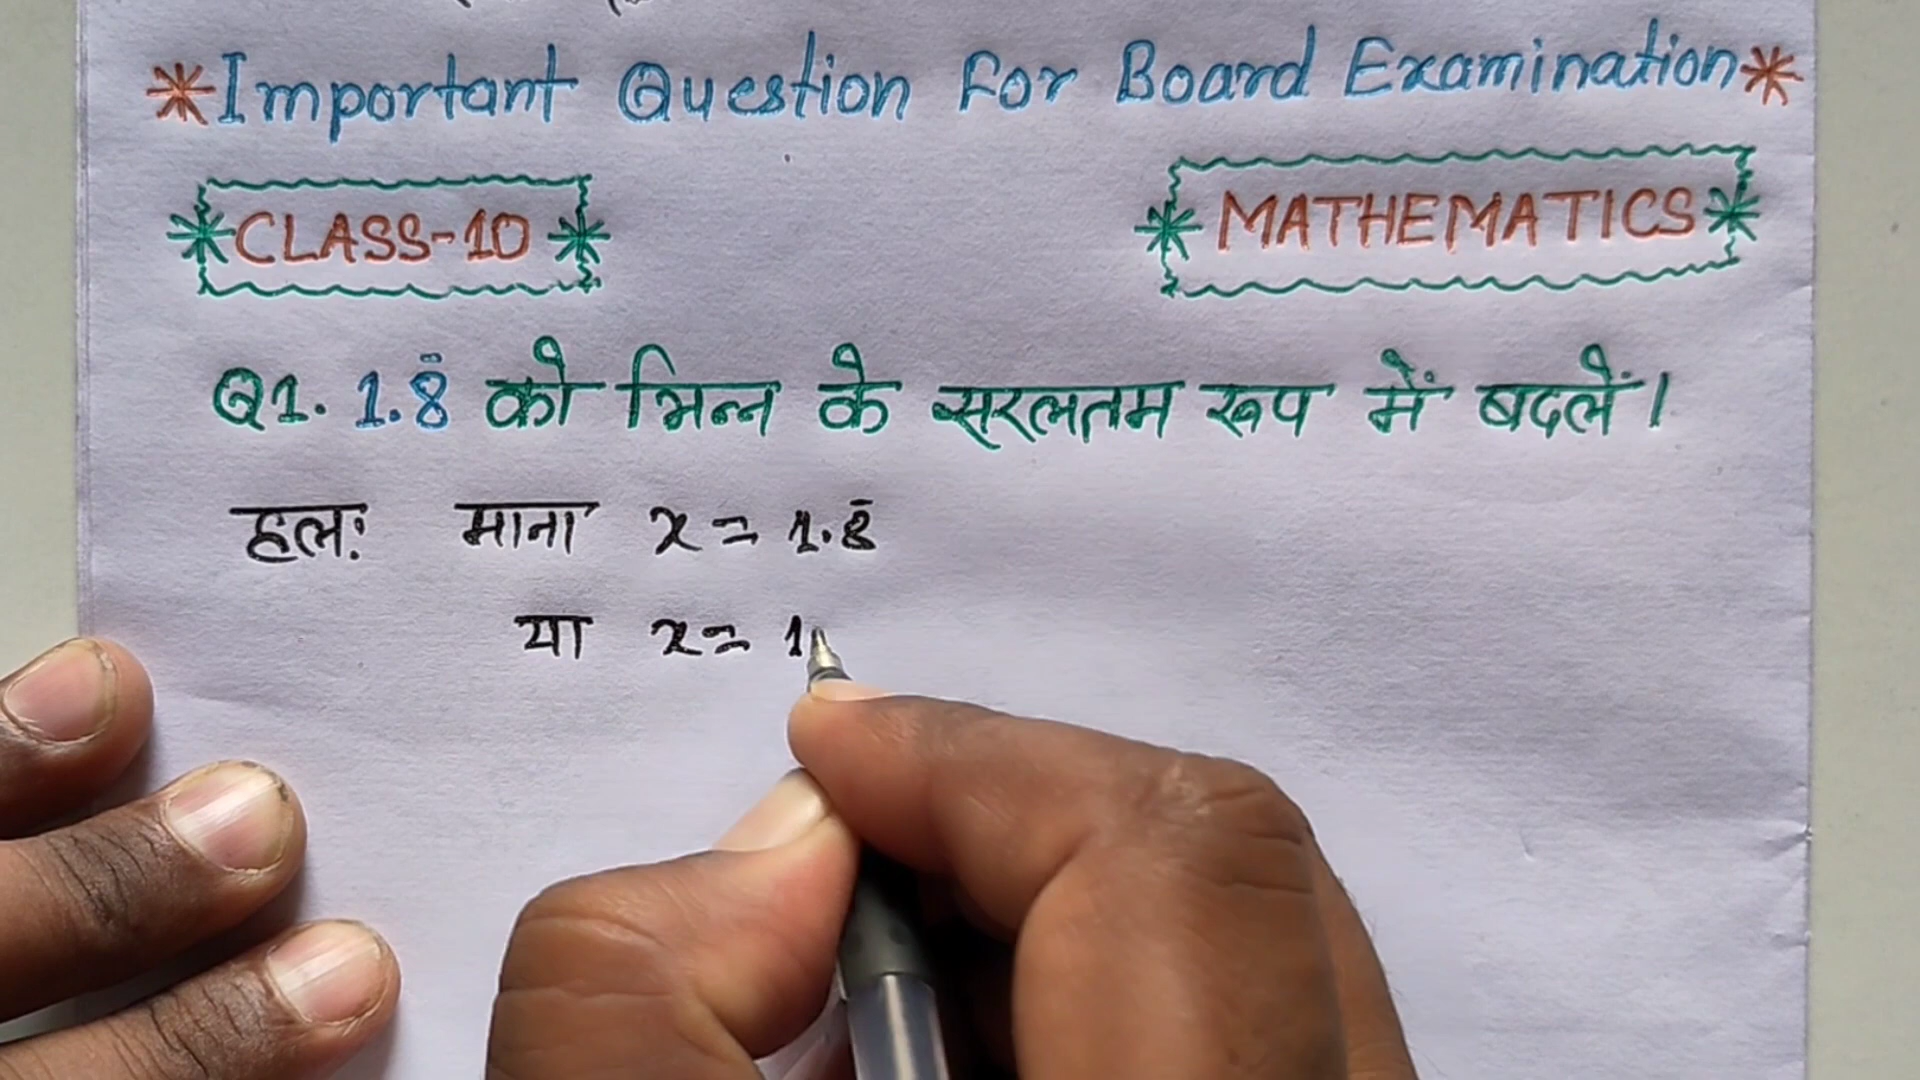 *Important Question For Board Examination*
*CLASS-10*
*MATHEMATICS*
Q1. 1.8̄ को भिन्न के सरलतम रूप में बदलें।
हल: माना x = 1.8̄
या x = 1